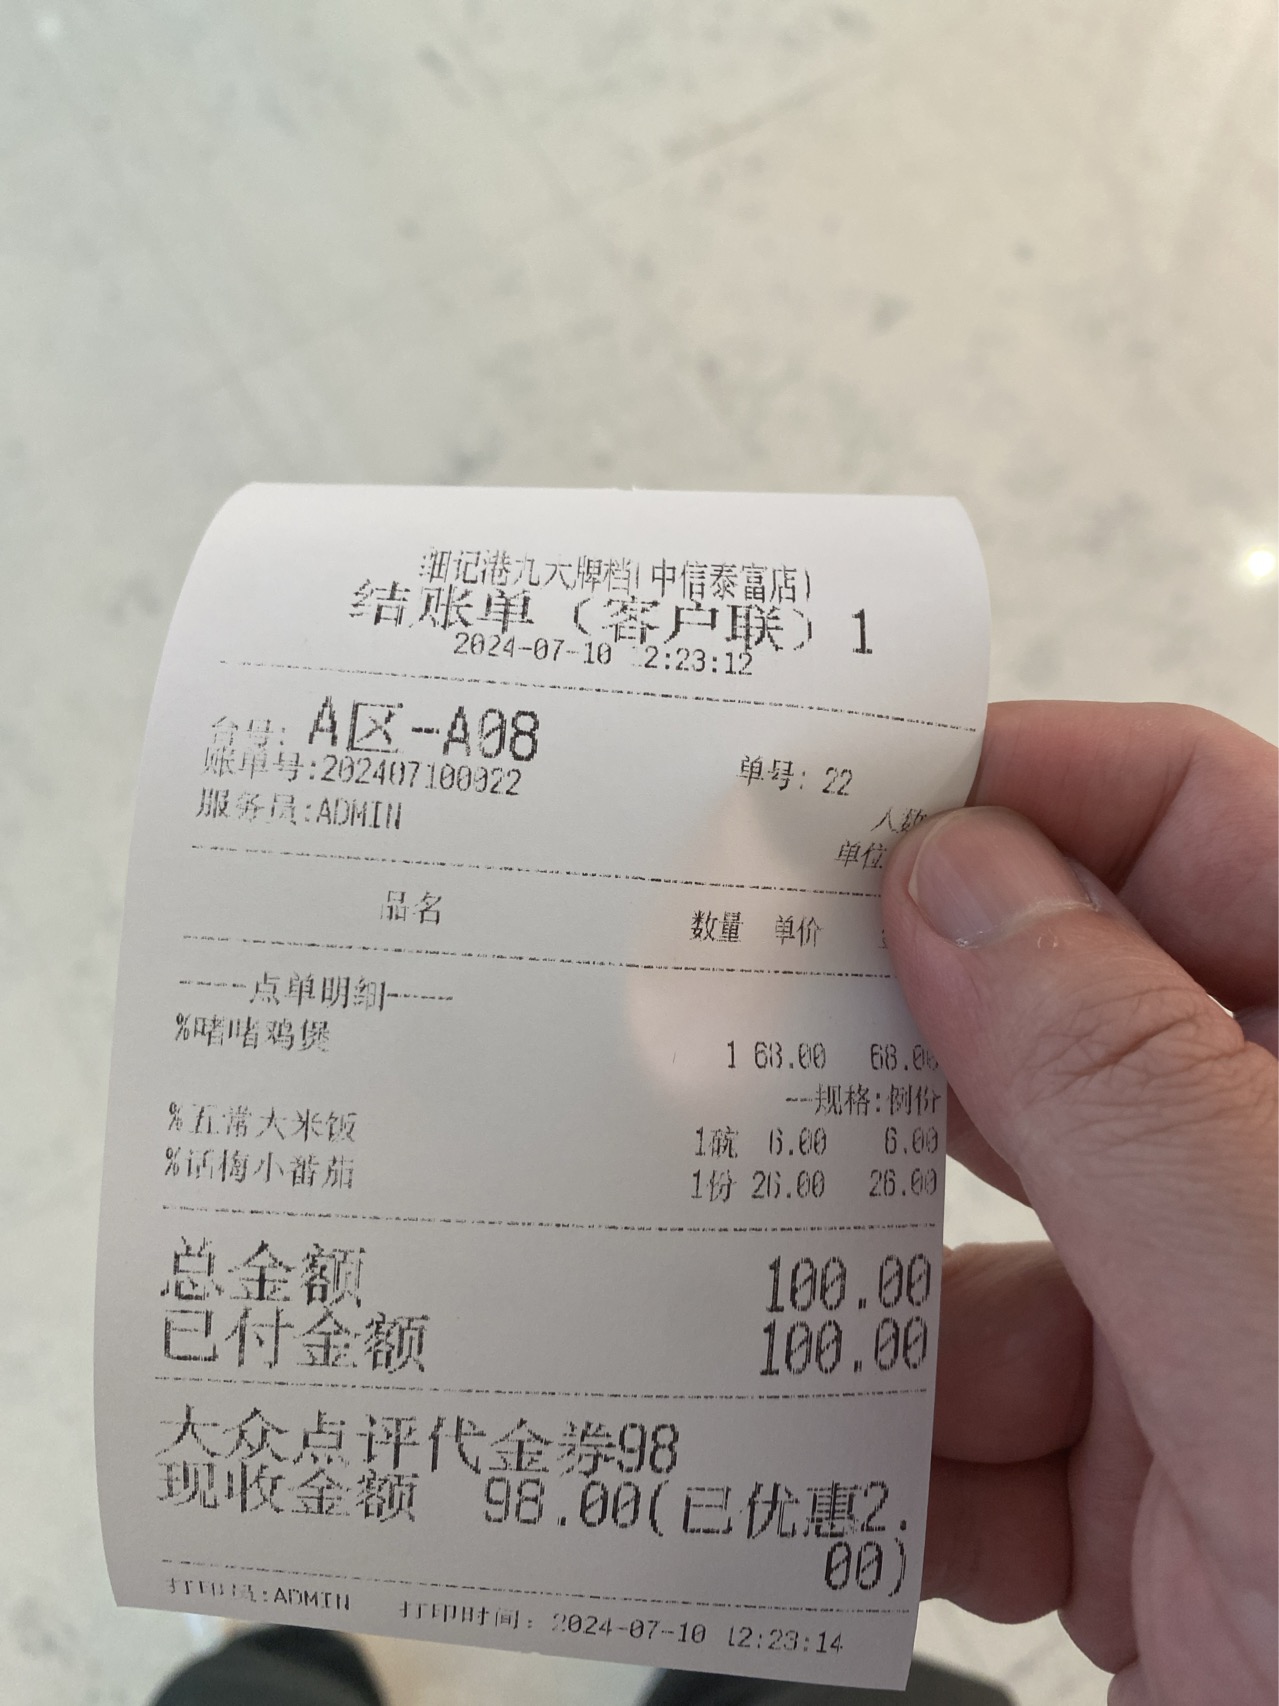 细记港九大牌档(中信泰富店)
结账单（客户联）1
2024-07-10 12:23:12
台号: A区-A08
账单号:202407100022 单号: 22
服务员:ADMIN 人数
单位
品名 数量 单价
----点单明细----
%啫啫鸡煲
1 68.00 68.00
--规格:例价
%五常大米饭 1碗 6.00 6.00
%话梅小番茄 1份 26.00 26.00
总金额 100.00
已付金额 100.00
大众点评代金券98
现收金额 98.00(已优惠2.
00)
打印员:ADMIN 打印时间: 2024-07-10 12:23:14